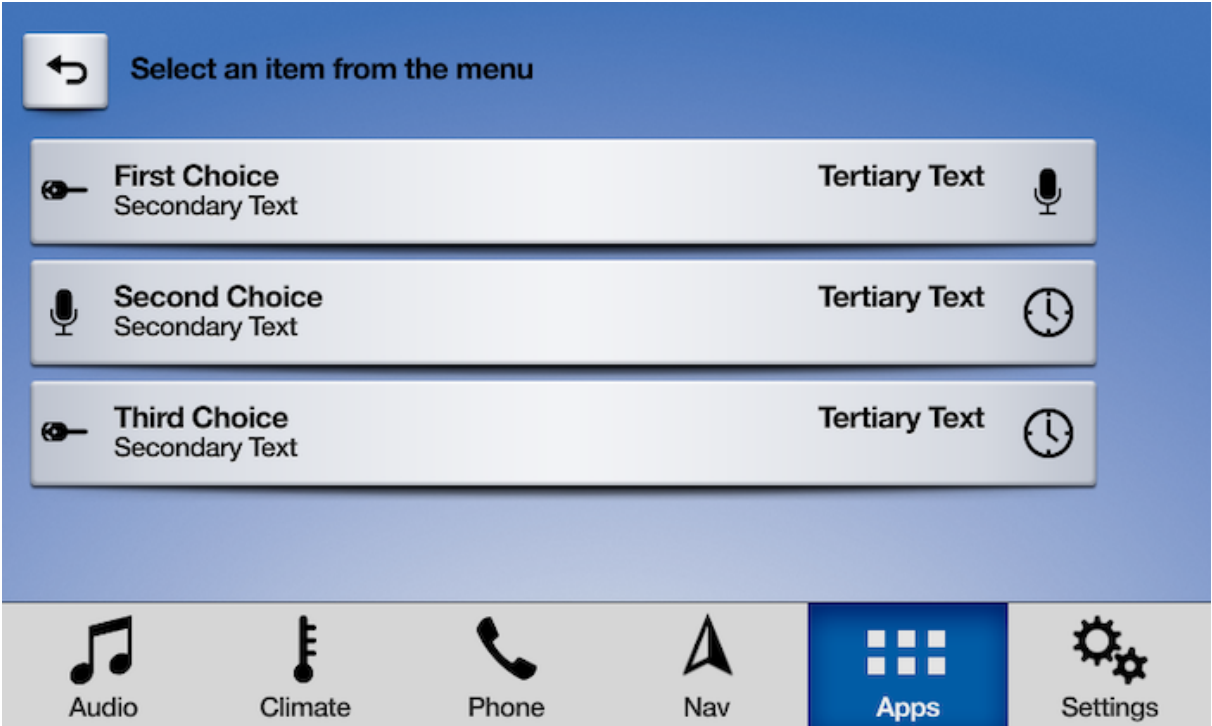 Select an item from the menu
First Choice
Secondary Text
Tertiary Text
Second Choice
Secondary Text
Tertiary Text
Third Choice
Secondary Text
Tertiary Text
Audio
Climate
Phone
Nav
Apps
Settings